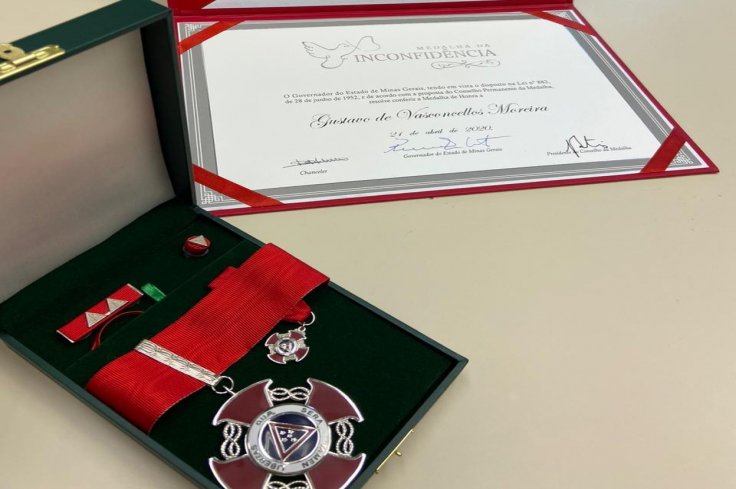 MEDALHA DA
INCONFIDÊNCIA
O Governador do Estado de Minas Gerais, tendo em vista o disposto na Lei nº 882,
de 28 de junho de 1952, e de acordo com a proposta do Conselho Permanente da Medalha,
resolve conferir a Medalha de Honra a
Gustavo de Vasconcellos Moreira
21 de abril de 2020.
Chanceler
Governador do Estado de Minas Gerais
Presidente do Conselho da Medalha
LIBERTAS QUÆ SERA TAMEN